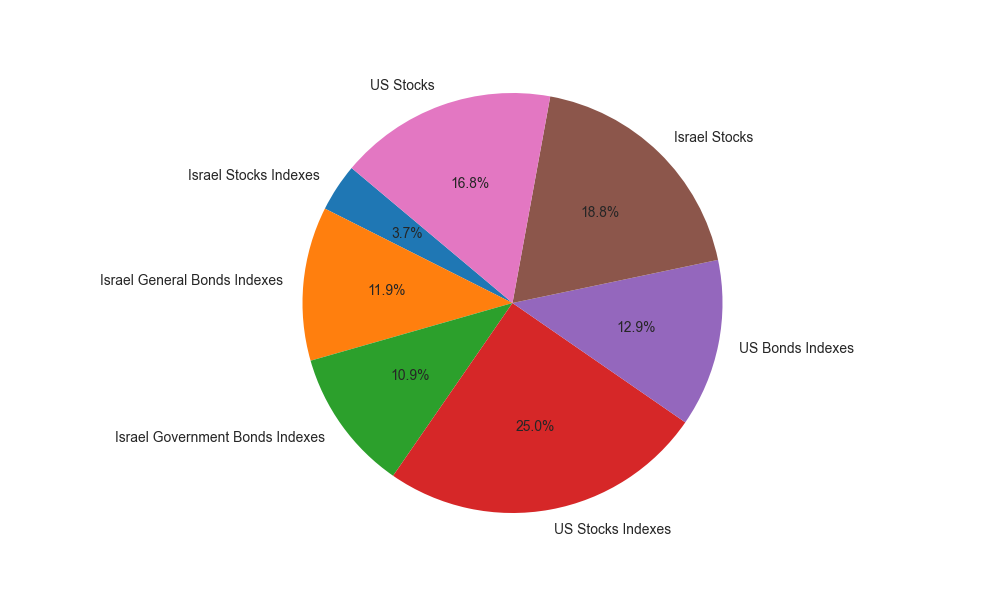 US Stocks
Israel Stocks
16.8%
Israel Stocks Indexes
18.8%
3.7%
Israel General Bonds Indexes
11.9%
12.9%
US Bonds Indexes
10.9%
25.0%
Israel Government Bonds Indexes
US Stocks Indexes